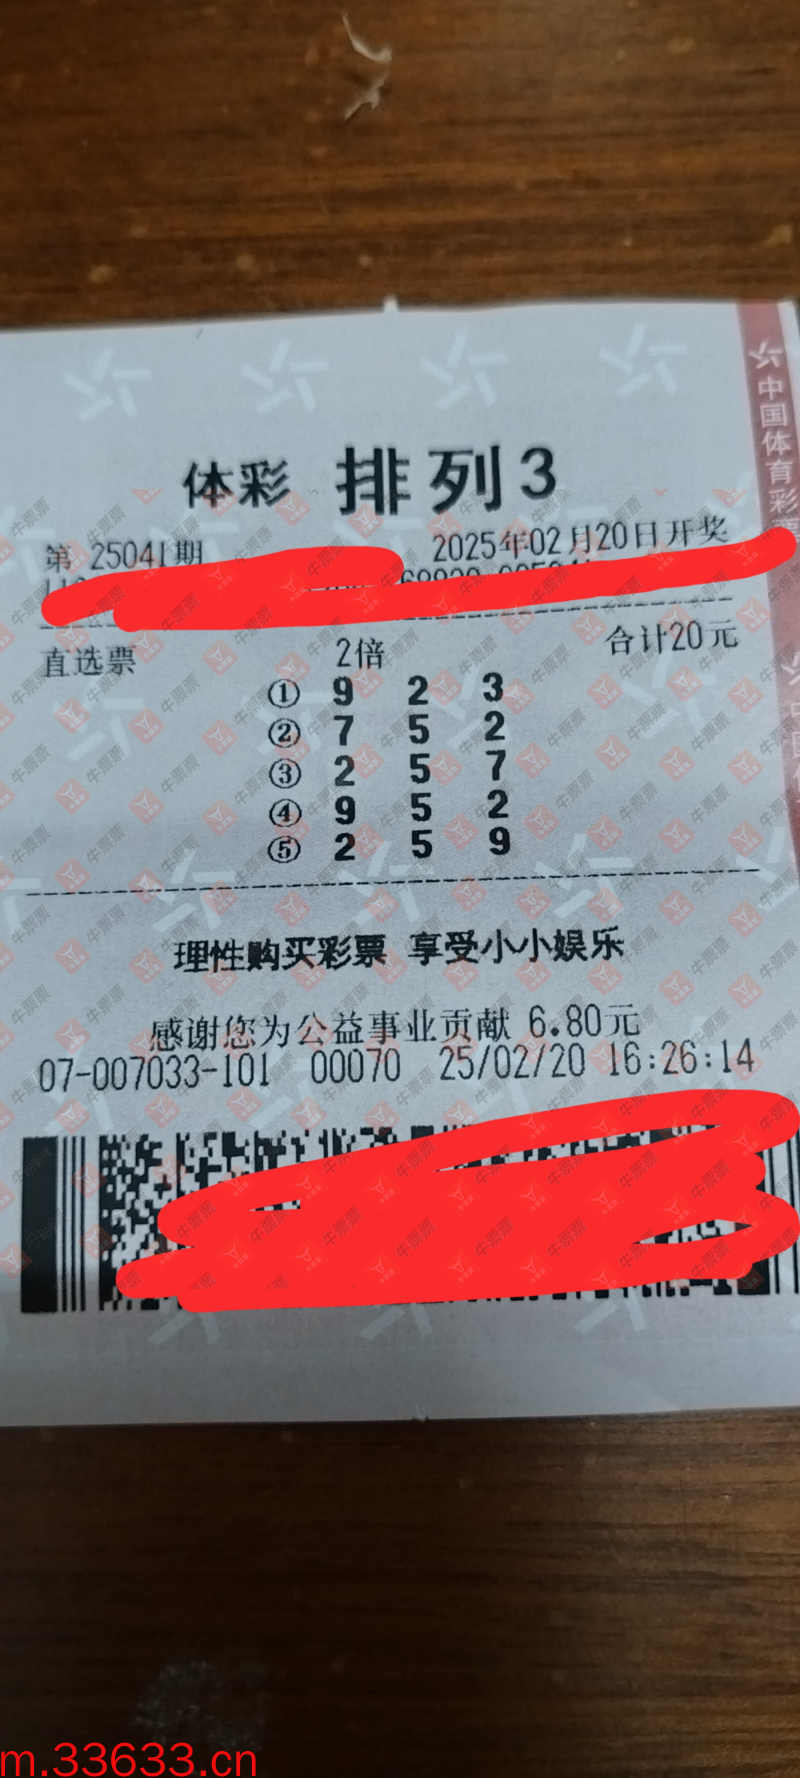 中国体育彩票
体彩 排列3
第 25041期 2025年02月20日开奖
直选票 2倍 合计20元
① 9 2 3
② 7 5 2
③ 2 5 7
④ 9 5 2
⑤ 2 5 9
理性购买彩票 享受小小娱乐
感谢您为公益事业贡献 6.80元
07-007033-101 00070 25/02/20 16:26:14
m.33633.cn